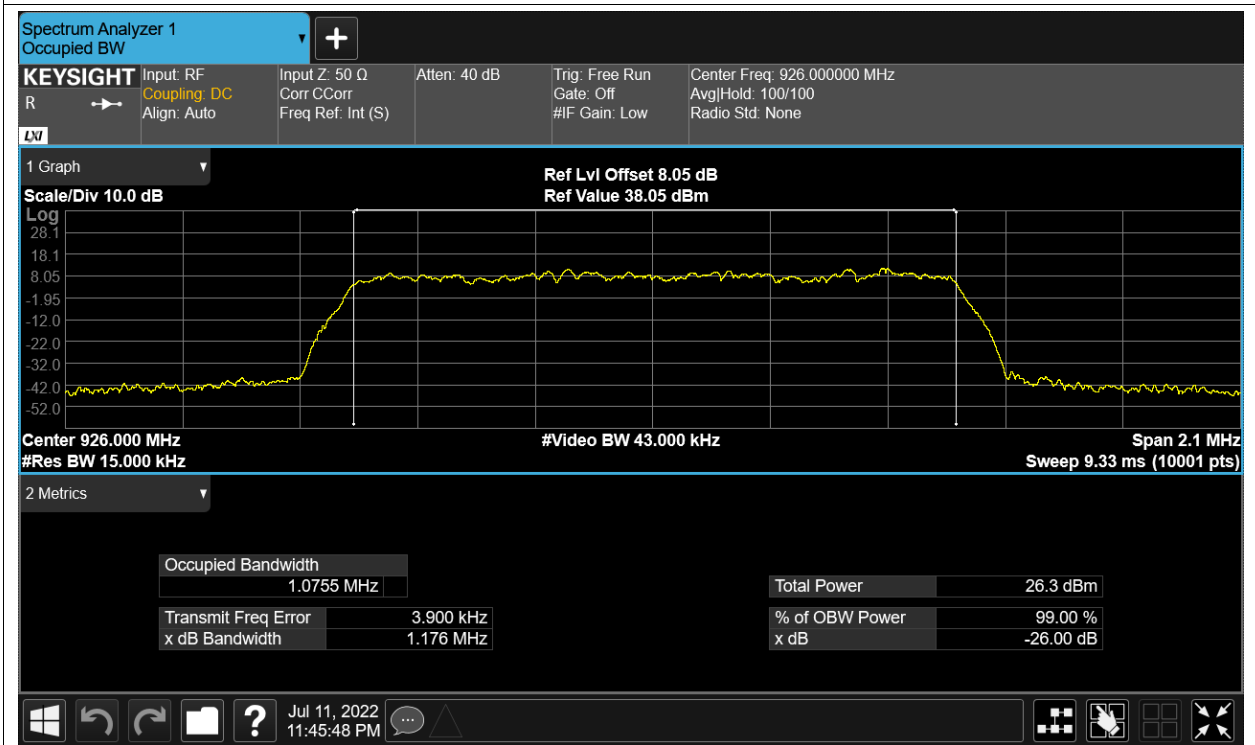 Spectrum Analyzer 1
Occupied BW
KEYSIGHT
R
LXI
Input: RF
Coupling: DC
Align: Auto
Input Z: 50 Ω
Corr CCorr
Freq Ref: Int (S)
Atten: 40 dB
Trig: Free Run
Gate: Off
#IF Gain: Low
Center Freq: 926.000000 MHz
Avg|Hold: 100/100
Radio Std: None
1 Graph
Scale/Div 10.0 dB
Ref Lvl Offset 8.05 dB
Ref Value 38.05 dBm
Log
28.1
18.1
8.05
-1.95
-12.0
-22.0
-32.0
-42.0
-52.0
Center 926.000 MHz
#Video BW 43.000 kHz
Span 2.1 MHz
#Res BW 15.000 kHz
Sweep 9.33 ms (10001 pts)
2 Metrics
Occupied Bandwidth
1.0755 MHz
Transmit Freq Error 3.900 kHz
x dB Bandwidth 1.176 MHz
Total Power 26.3 dBm
% of OBW Power 99.00 %
x dB -26.00 dB
?
Jul 11, 2022
11:45:48 PM